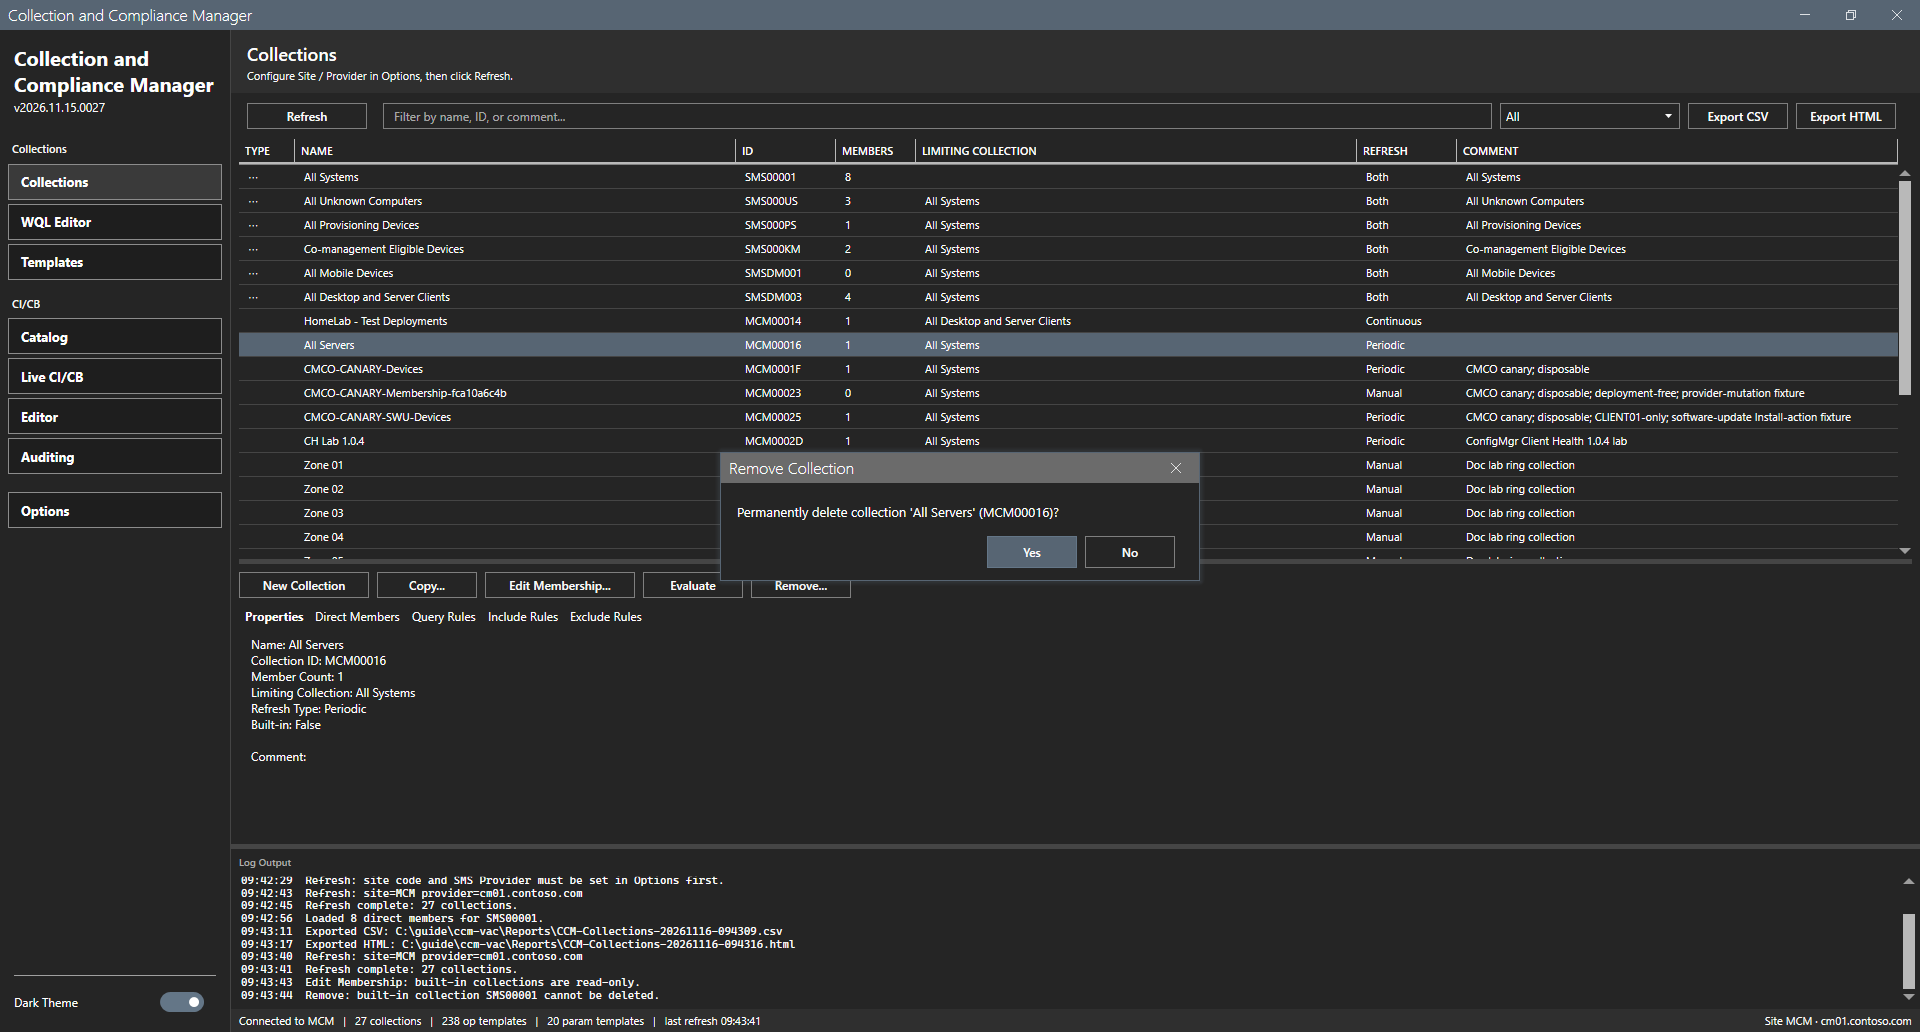 Collection and Compliance Manager
Collection and
Compliance Manager
v2026.11.15.0027
Collections
Collections
WQL Editor
Templates
CI/CB
Catalog
Live CI/CB
Editor
Auditing
Options
Dark Theme
Collections
Configure Site / Provider in Options, then click Refresh.
Refresh
Filter by name, ID, or comment...
All
Export CSV
Export HTML
TYPE NAME ID MEMBERS LIMITING COLLECTION REFRESH COMMENT
... All Systems SMS00001 8 Both All Systems
... All Unknown Computers SMS000US 3 All Systems Both All Unknown Computers
... All Provisioning Devices SMS000PS 1 All Systems Both All Provisioning Devices
... Co-management Eligible Devices SMS000KM 2 All Systems Both Co-management Eligible Devices
... All Mobile Devices SMSDM001 0 All Systems Both All Mobile Devices
... All Desktop and Server Clients SMSDM003 4 All Systems Both All Desktop and Server Clients
HomeLab - Test Deployments MCM00014 1 All Desktop and Server Clients Continuous
All Servers MCM00016 1 All Systems Periodic
CMCO-CANARY-Devices MCM0001F 1 All Systems Periodic CMCO canary; disposable
CMCO-CANARY-Membership-fca10a6c4b MCM00023 0 All Systems Manual CMCO canary; disposable; deployment-free; provider-mutation fixture
CMCO-CANARY-SWU-Devices MCM00025 1 All Systems Periodic CMCO canary; disposable; CLIENT01-only; software-update Install-action fixture
CH Lab 1.0.4 MCM0002D 1 All Systems Periodic ConfigMgr Client Health 1.0.4 lab
Zone 01 Manual Doc lab ring collection
Zone 02 Manual Doc lab ring collection
Zone 03 Manual Doc lab ring collection
Zone 04 Manual Doc lab ring collection
Remove Collection
Permanently delete collection 'All Servers' (MCM00016)?
Yes
No
New Collection
Copy...
Edit Membership...
Evaluate
Remove...
Properties Direct Members Query Rules Include Rules Exclude Rules
Name: All Servers
Collection ID: MCM00016
Member Count: 1
Limiting Collection: All Systems
Refresh Type: Periodic
Built-in: False
Comment:
Log Output
09:42:29 Refresh: site code and SMS Provider must be set in Options first.
09:42:43 Refresh: site=MCM provider=cm01.contoso.com
09:42:45 Refresh complete: 27 collections.
09:42:56 Loaded 8 direct members for SMS00001.
09:43:11 Exported CSV: C:\guide\ccm-vac\Reports\CCM-Collections-20261116-094309.csv
09:43:17 Exported HTML: C:\guide\ccm-vac\Reports\CCM-Collections-20261116-094316.html
09:43:40 Refresh: site=MCM provider=cm01.contoso.com
09:43:41 Refresh complete: 27 collections.
09:43:43 Edit Membership: built-in collections are read-only.
09:43:44 Remove: built-in collection SMS00001 cannot be deleted.
Connected to MCM | 27 collections | 238 op templates | 20 param templates | last refresh 09:43:41
Site MCM · cm01.contoso.com